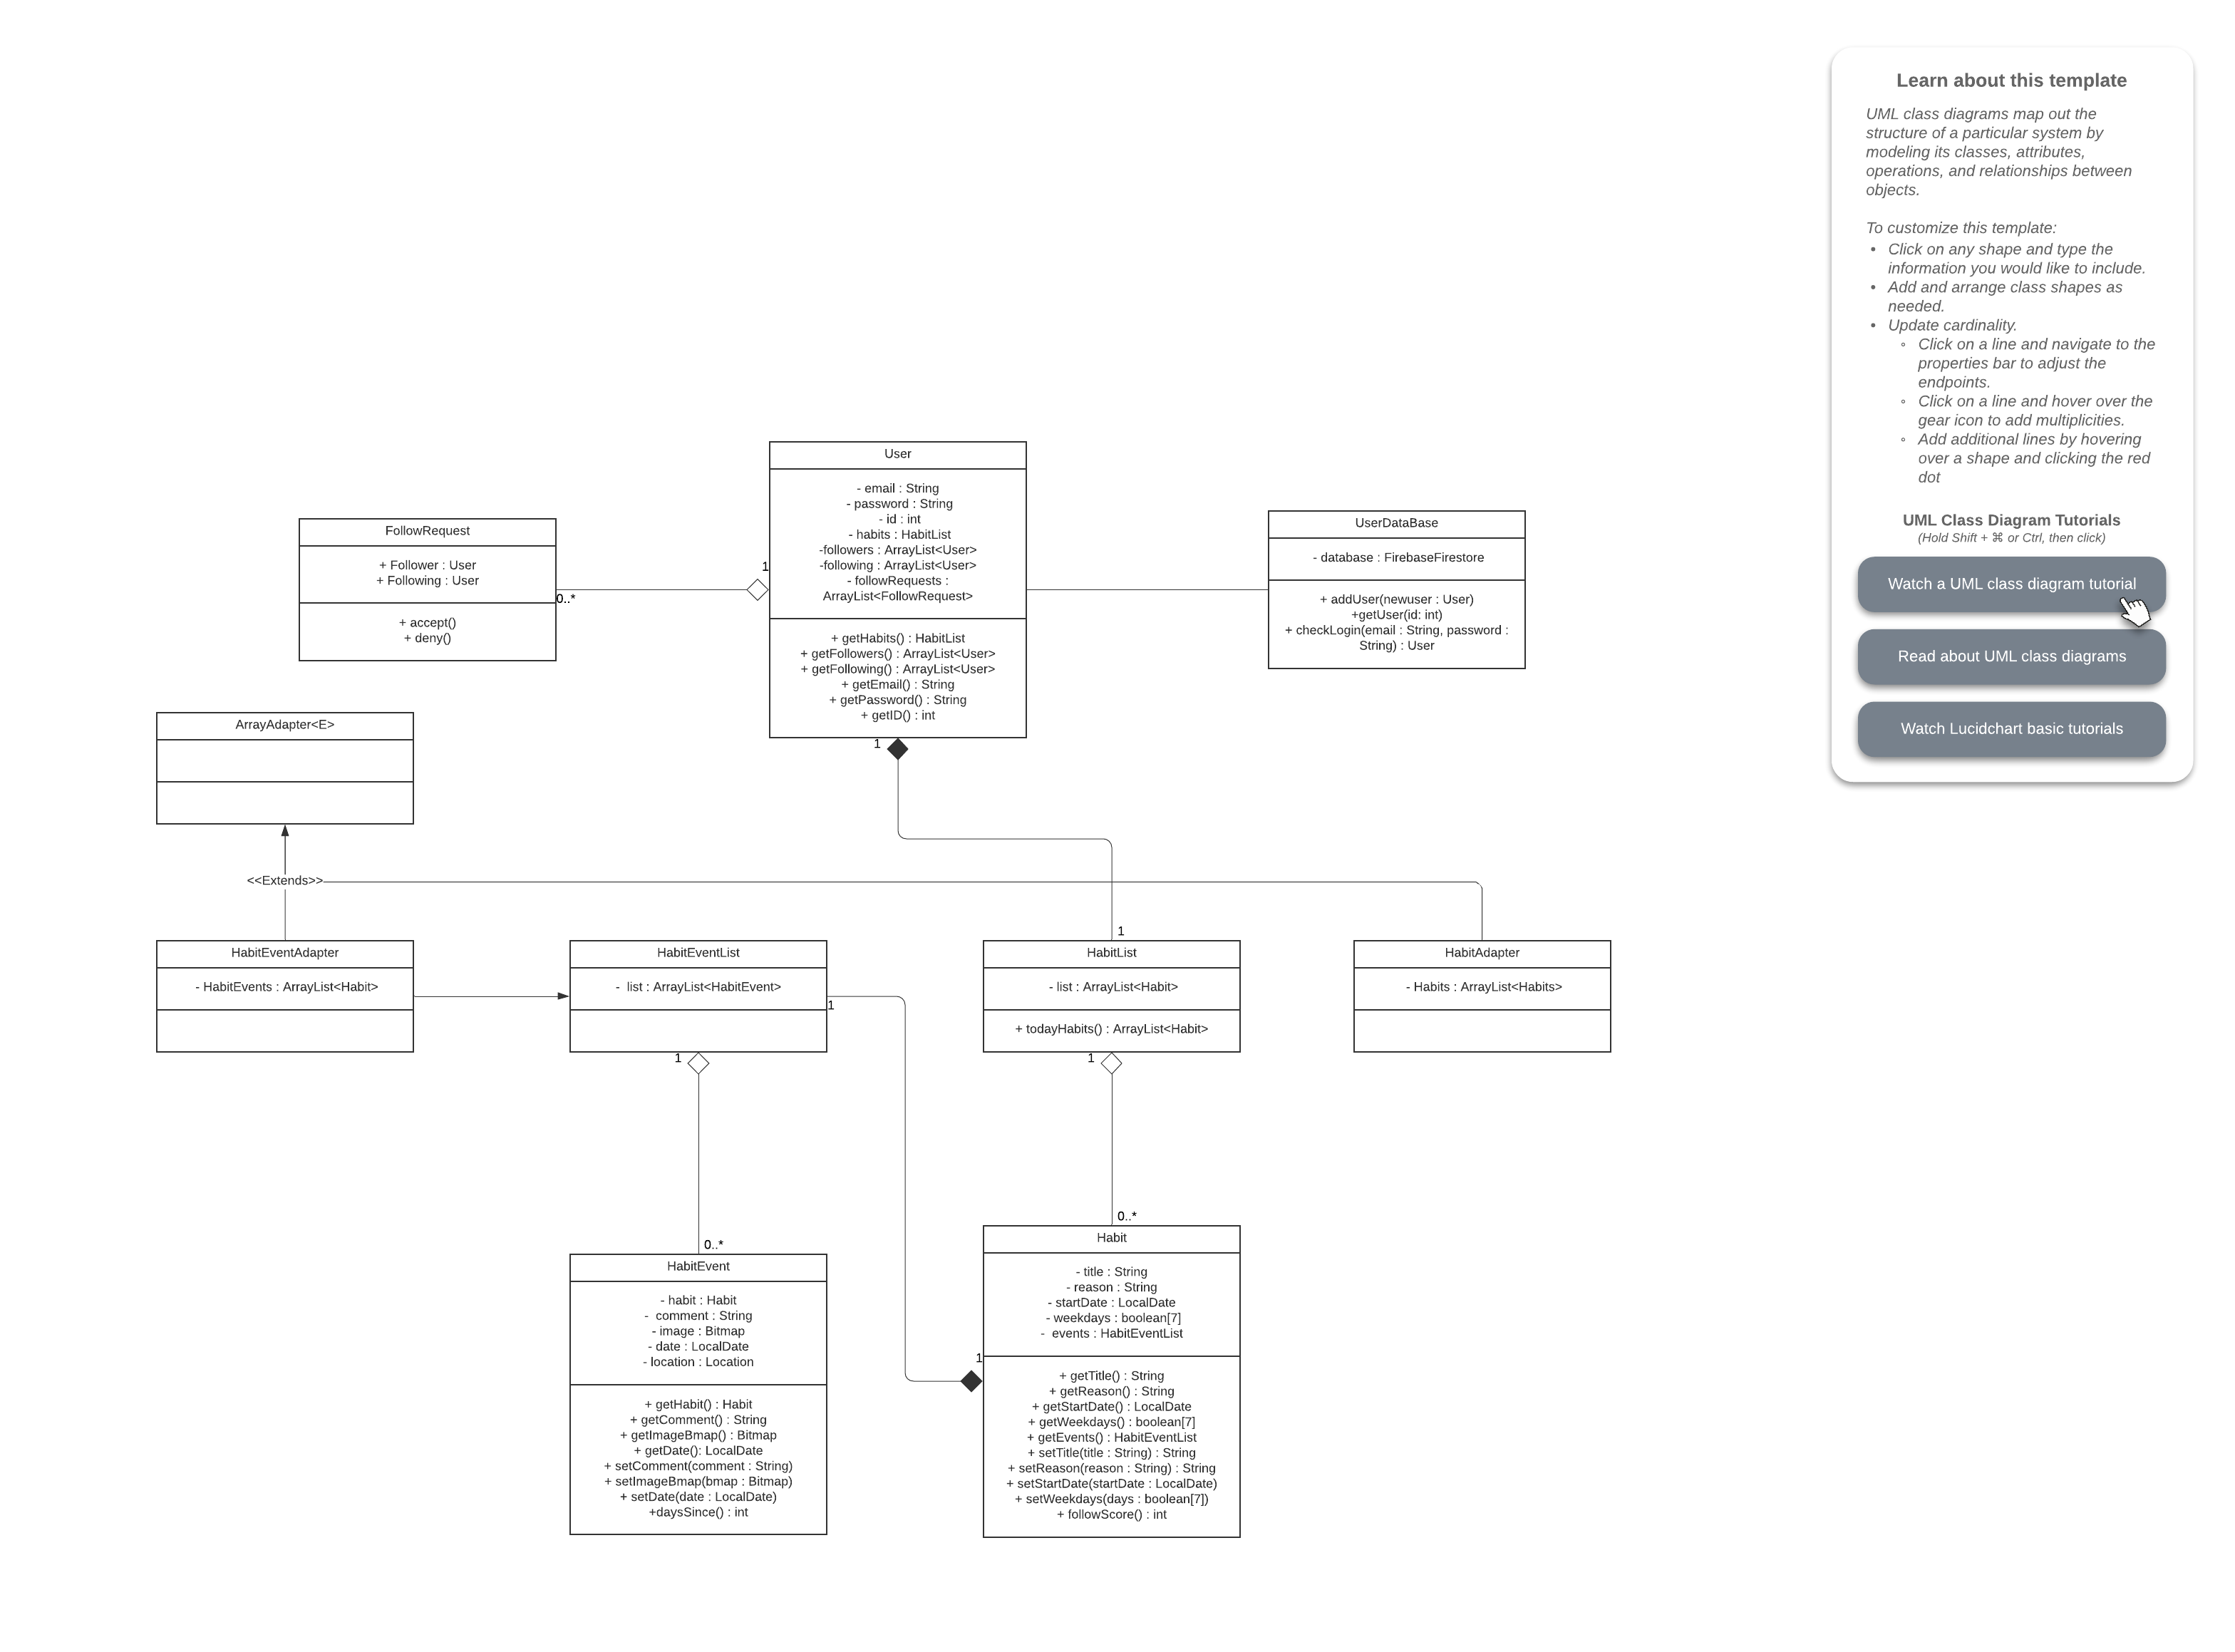 Learn about this template
UML class diagrams map out the
structure of a particular system by
modeling its classes, attributes,
operations, and relationships between
objects.
To customize this template:
• Click on any shape and type the
information you would like to include.
• Add and arrange class shapes as
needed.
• Update cardinality.
◦ Click on a line and navigate to the
properties bar to adjust the
endpoints.
◦ Click on a line and hover over the
gear icon to add multiplicities.
◦ Add additional lines by hovering
over a shape and clicking the red
dot
UML Class Diagram Tutorials
(Hold Shift + ⌘ or Ctrl, then click)
Watch a UML class diagram tutorial
Read about UML class diagrams
Watch Lucidchart basic tutorials
User
- email : String
- password : String
- id : int
- habits : HabitList
-followers : ArrayList<User>
-following : ArrayList<User>
- followRequests :
ArrayList<FollowRequest>
+ getHabits() : HabitList
+ getFollowers() : ArrayList<User>
+ getFollowing() : ArrayList<User>
+ getEmail() : String
+ getPassword() : String
+ getID() : int
FollowRequest
+ Follower : User
+ Following : User
+ accept()
+ deny()
0..*
1
UserDataBase
- database : FirebaseFirestore
+ addUser(newuser : User)
+getUser(id: int)
+ checkLogin(email : String, password :
String) : User
1
ArrayAdapter<E>
<<Extends>>
1
HabitEventAdapter
- HabitEvents : ArrayList<Habit>
HabitEventList
- list : ArrayList<HabitEvent>
1
1
HabitList
- list : ArrayList<Habit>
+ todayHabits() : ArrayList<Habit>
1
HabitAdapter
- Habits : ArrayList<Habits>
0..*
0..*
HabitEvent
- habit : Habit
- comment : String
- image : Bitmap
- date : LocalDate
- location : Location
+ getHabit() : Habit
+ getComment() : String
+ getImageBmap() : Bitmap
+ getDate(): LocalDate
+ setComment(comment : String)
+ setImageBmap(bmap : Bitmap)
+ setDate(date : LocalDate)
+daysSince() : int
Habit
- title : String
- reason : String
- startDate : LocalDate
- weekdays : boolean[7]
- events : HabitEventList
1
+ getTitle() : String
+ getReason() : String
+ getStartDate() : LocalDate
+ getWeekdays() : boolean[7]
+ getEvents() : HabitEventList
+ setTitle(title : String) : String
+ setReason(reason : String) : String
+ setStartDate(startDate : LocalDate)
+ setWeekdays(days : boolean[7])
+ followScore() : int